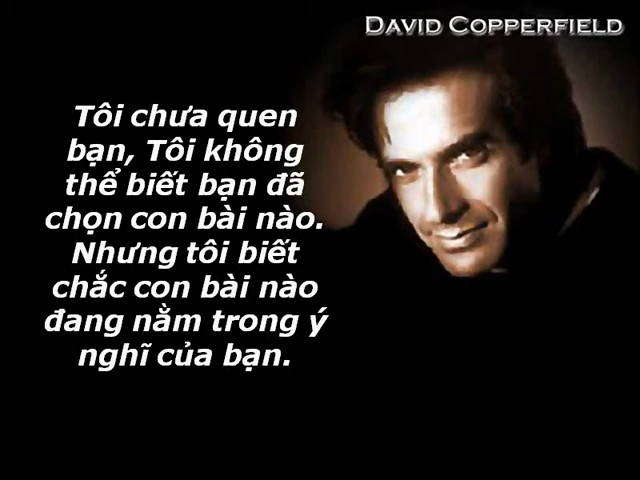 DAVID COPPERFIELD
Tôi chưa quen
bạn, Tôi không
thể biết bạn đã
chọn con bài nào.
Nhưng tôi biết
chắc con bài nào
đang nằm trong ý
nghĩ của bạn.